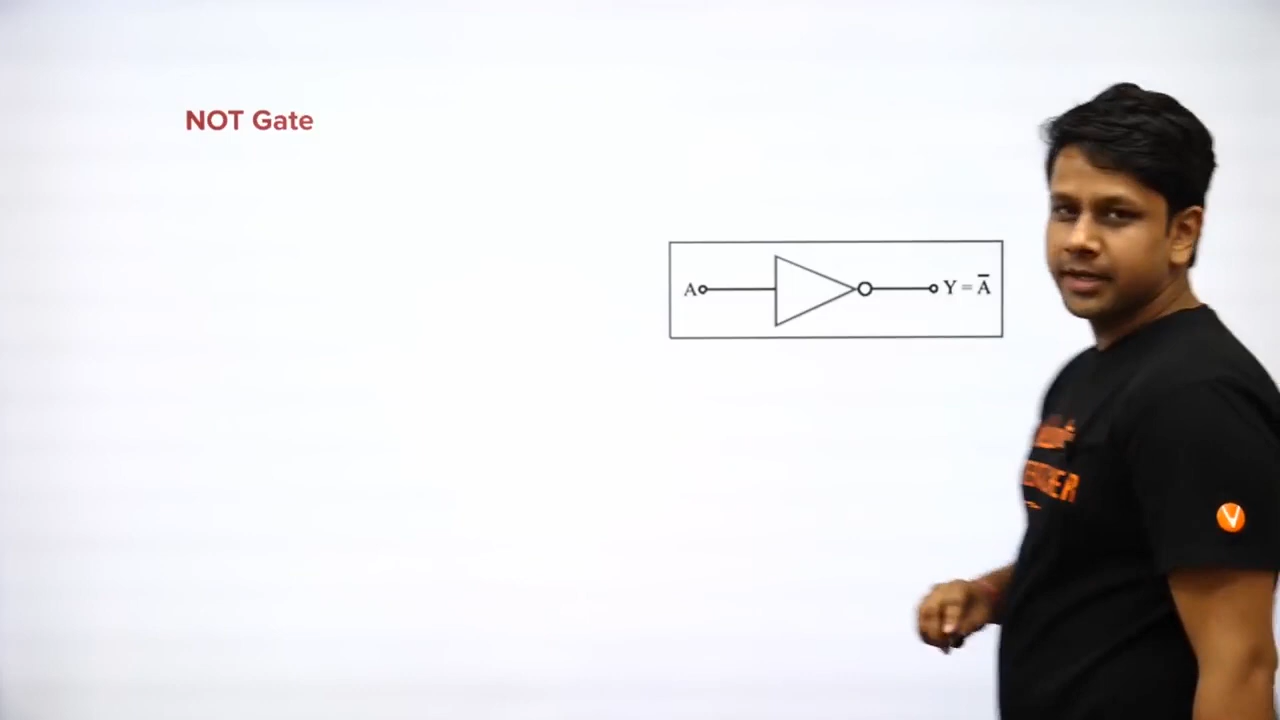 NOT Gate
A
Y = A̅
V